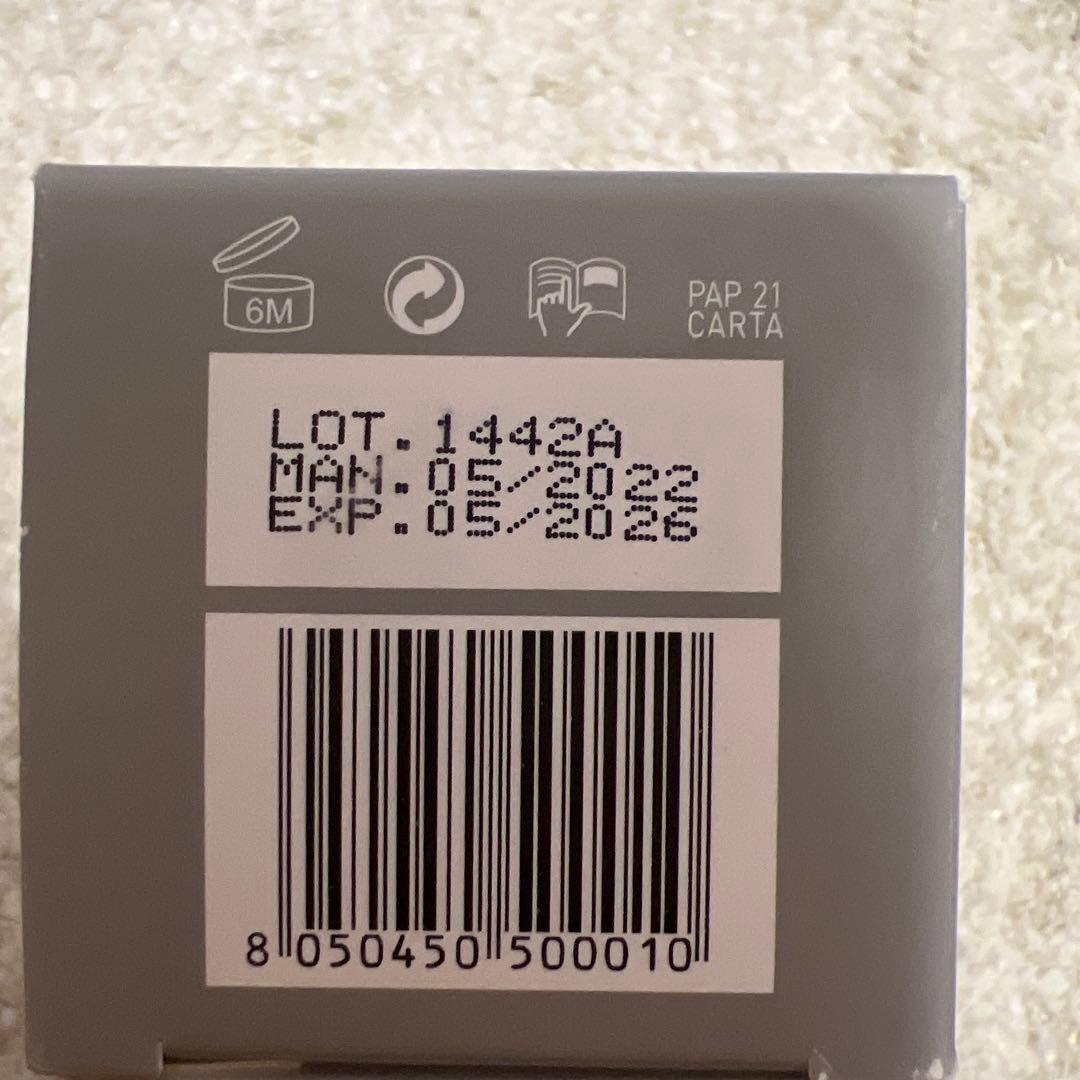 6M
PAP 21
CARTA
LOT. 1442A
MAN. 05/2022
EXP. 05/2026
8 050450 500010